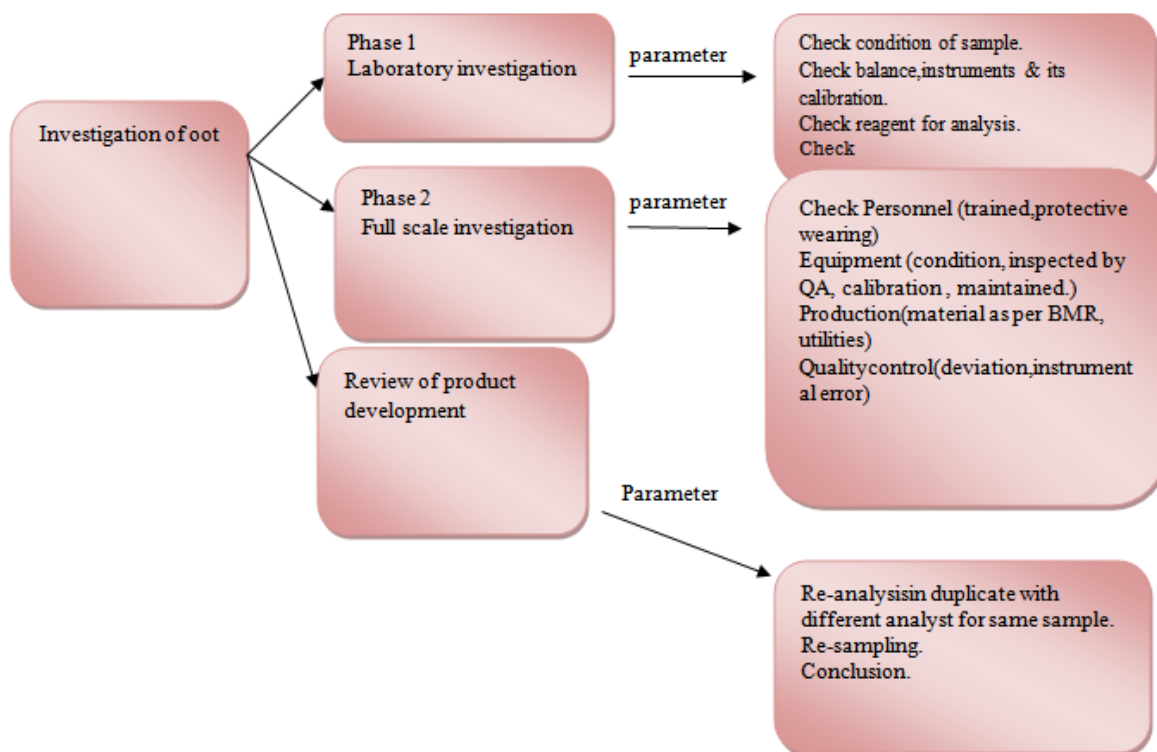 Investigation of oot
Phase 1
Laboratory investigation
parameter
Check condition of sample.
Check balance,instruments & its
calibration.
Check reagent for analysis.
Check
Phase 2
Full scale investigation
parameter
Check Personnel (trained,protective
wearing)
Equipment (condition, inspected by
QA, calibration , maintained.)
Production(material as per BMR,
utilities)
Qualitycontrol(deviation,instrument
al error)
Review of product
development
Parameter
Re-analysisin duplicate with
different analyst for same sample.
Re-sampling.
Conclusion.